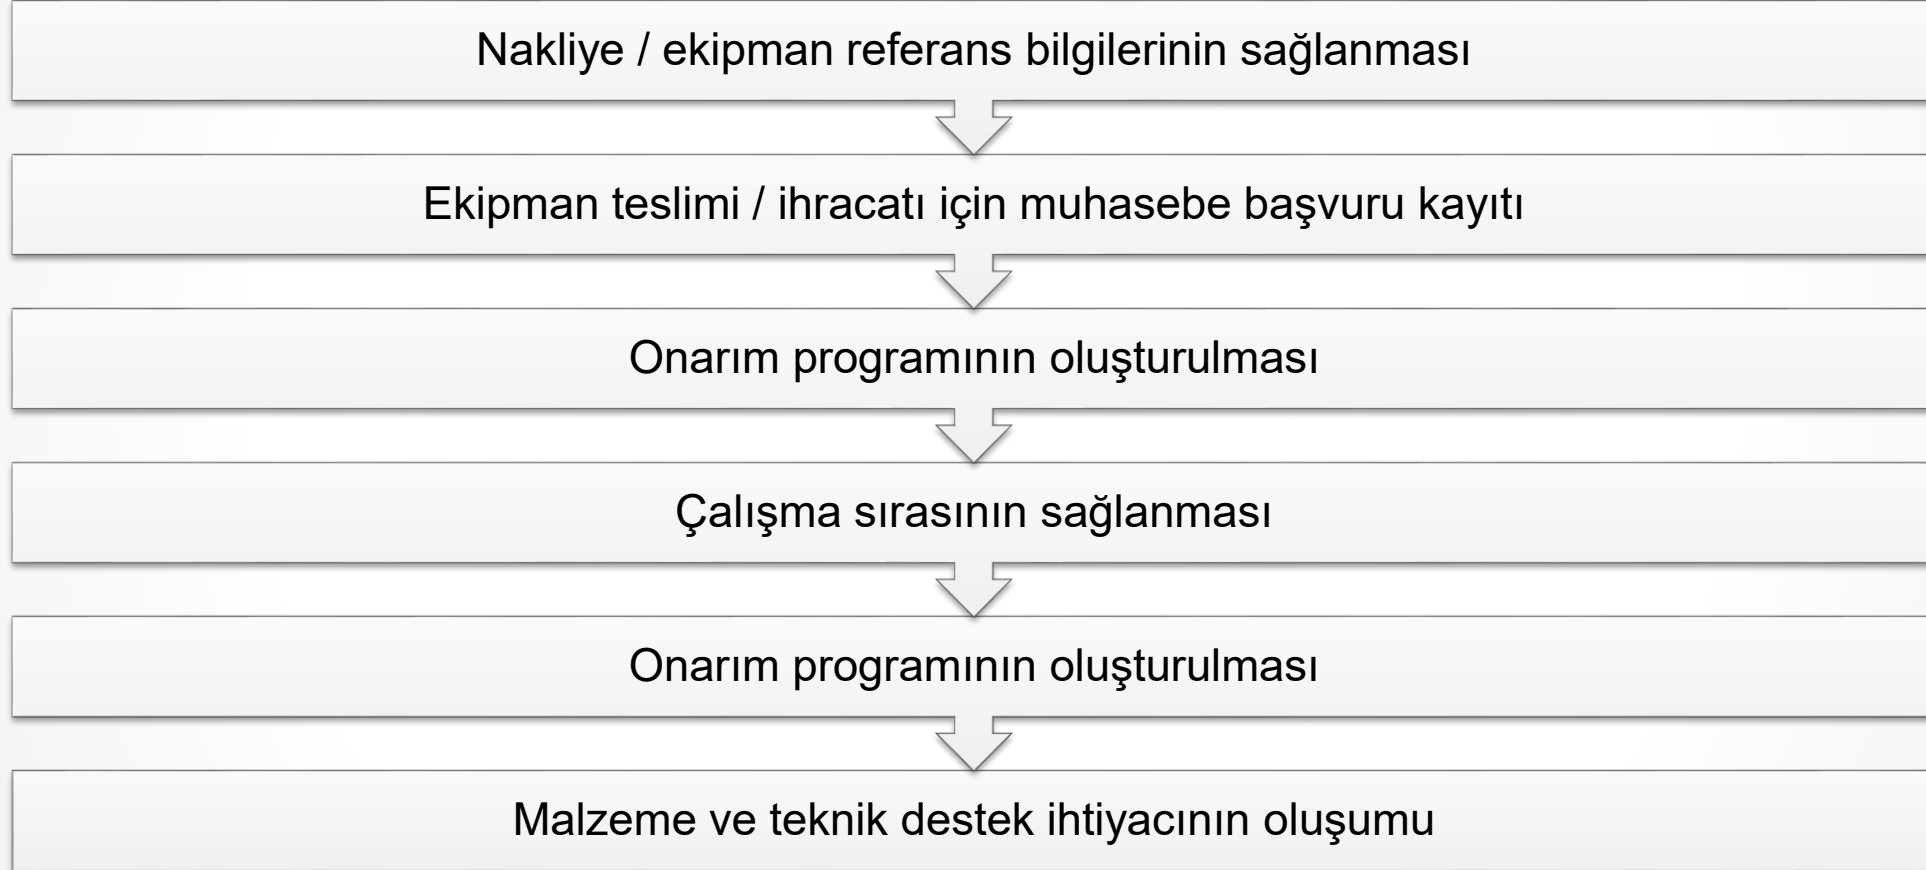 Nakliye / ekipman referans bilgilerinin sağlanması
Ekipman teslimi / ihracatı için muhasebe başvuru kayıtı
Onarım programının oluşturulması
Çalışma sırasının sağlanması
Onarım programının oluşturulması
Malzeme ve teknik destek ihtiyacının oluşumu